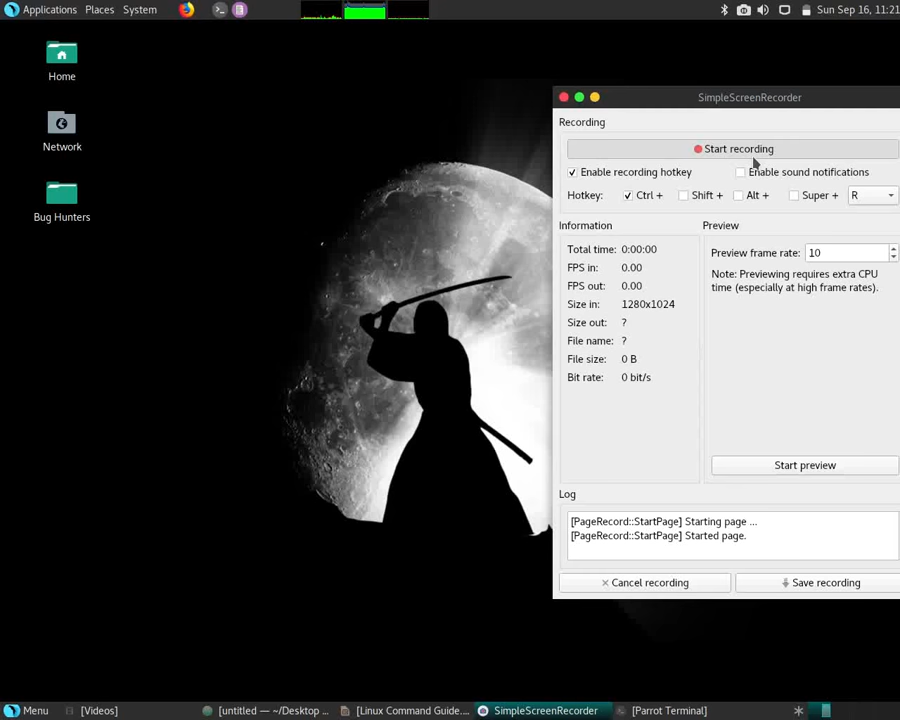 Applications Places System
Sun Sep 16, 11:21
Home
Network
Bug Hunters
SimpleScreenRecorder
Recording
Start recording
Enable recording hotkey
Enable sound notifications
Hotkey: Ctrl + Shift + Alt + Super + R
Information
Total time: 0:00:00
FPS in: 0.00
FPS out: 0.00
Size in: 1280x1024
Size out: ?
File name: ?
File size: 0 B
Bit rate: 0 bit/s
Preview
Preview frame rate: 10
Note: Previewing requires extra CPU
time (especially at high frame rates).
Start preview
Log
[PageRecord::StartPage] Starting page ...
[PageRecord::StartPage] Started page.
Cancel recording
Save recording
Menu [Videos] [untitled — ~/Desktop ... [Linux Command Guide.... SimpleScreenRecorder [Parrot Terminal]